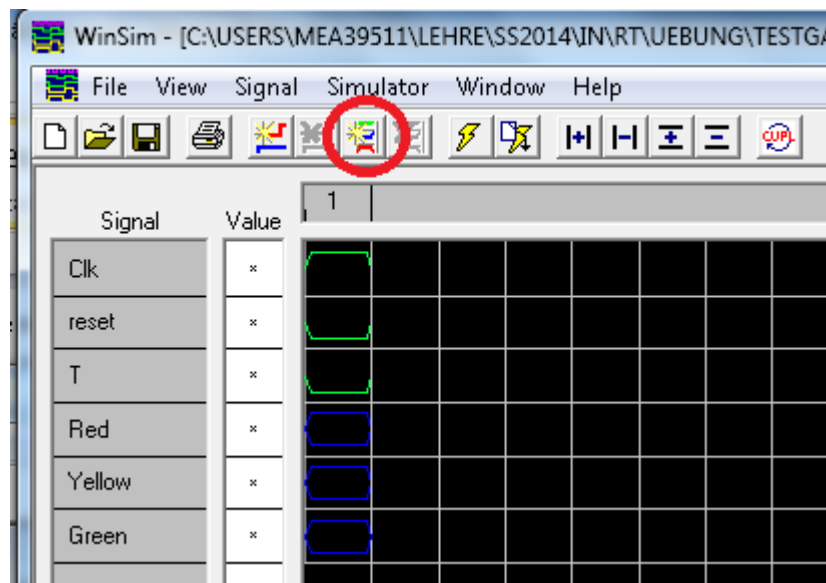 WinSim - [C:\USERS\MEA39511\LEHRE\SS2014\IN\RT\UEBUNG\TESTGA
File View Signal Simulator Window Help
CUPL
Signal Value 1
Clk x
reset x
T x
Red x
Yellow x
Green x